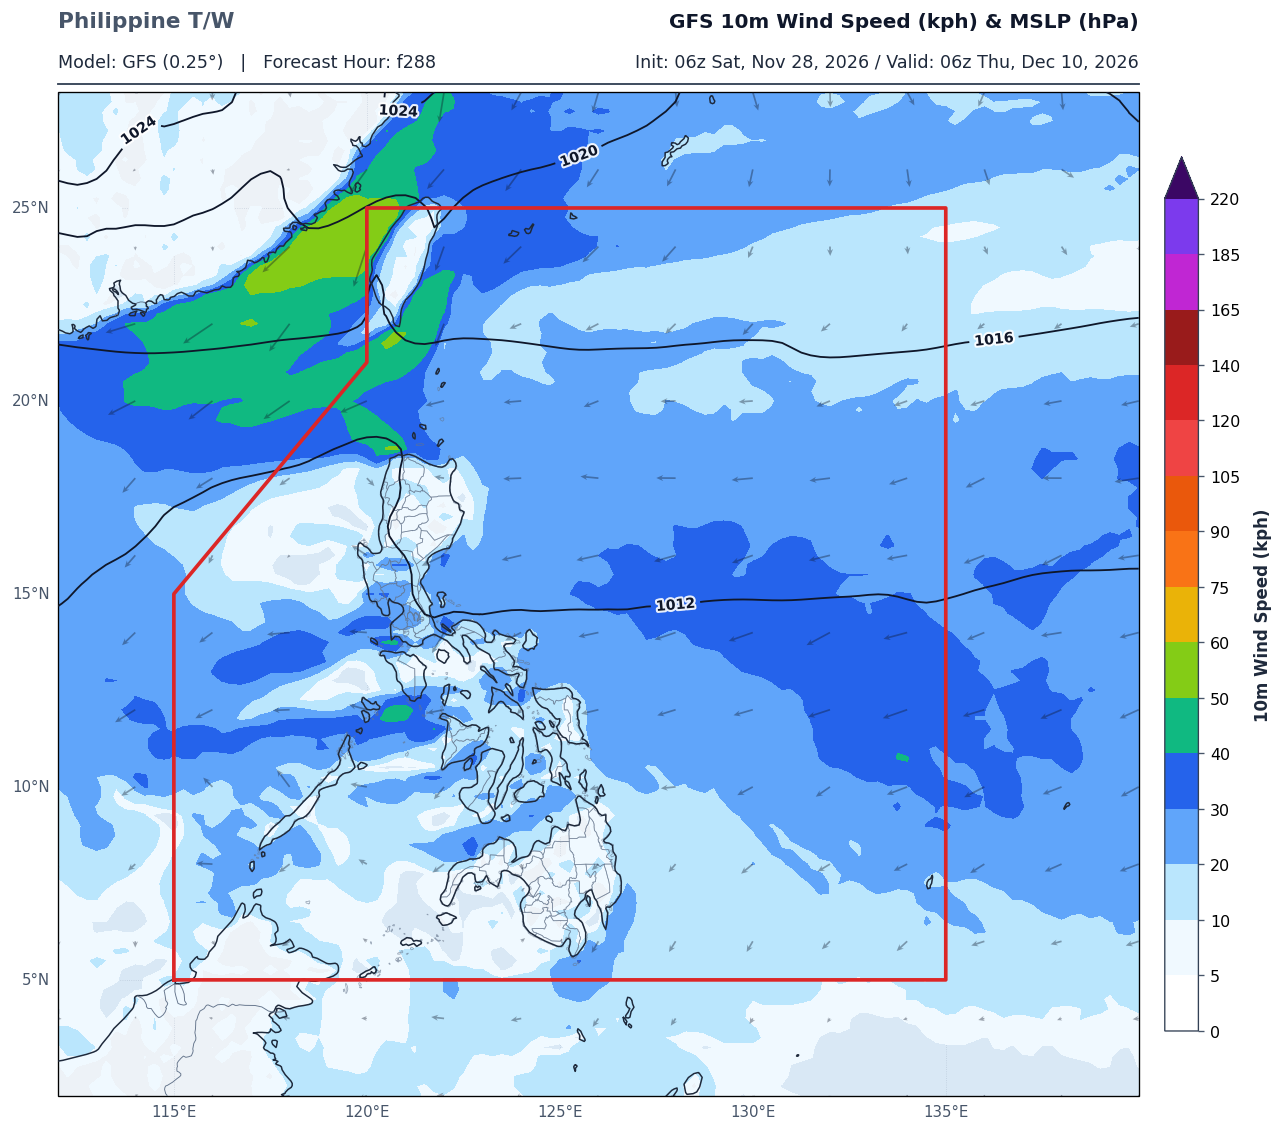 Philippine T/W
GFS 10m Wind Speed (kph) & MSLP (hPa)
Model: GFS (0.25°) | Forecast Hour: f288
Init: 06z Sat, Nov 28, 2026 / Valid: 06z Thu, Dec 10, 2026
1024
1024
1020
1016
1012
25°N
20°N
15°N
10°N
5°N
115°E
120°E
125°E
130°E
135°E
220
185
165
140
120
105
90
75
60
50
40
30
20
10
5
0
10m Wind Speed (kph)